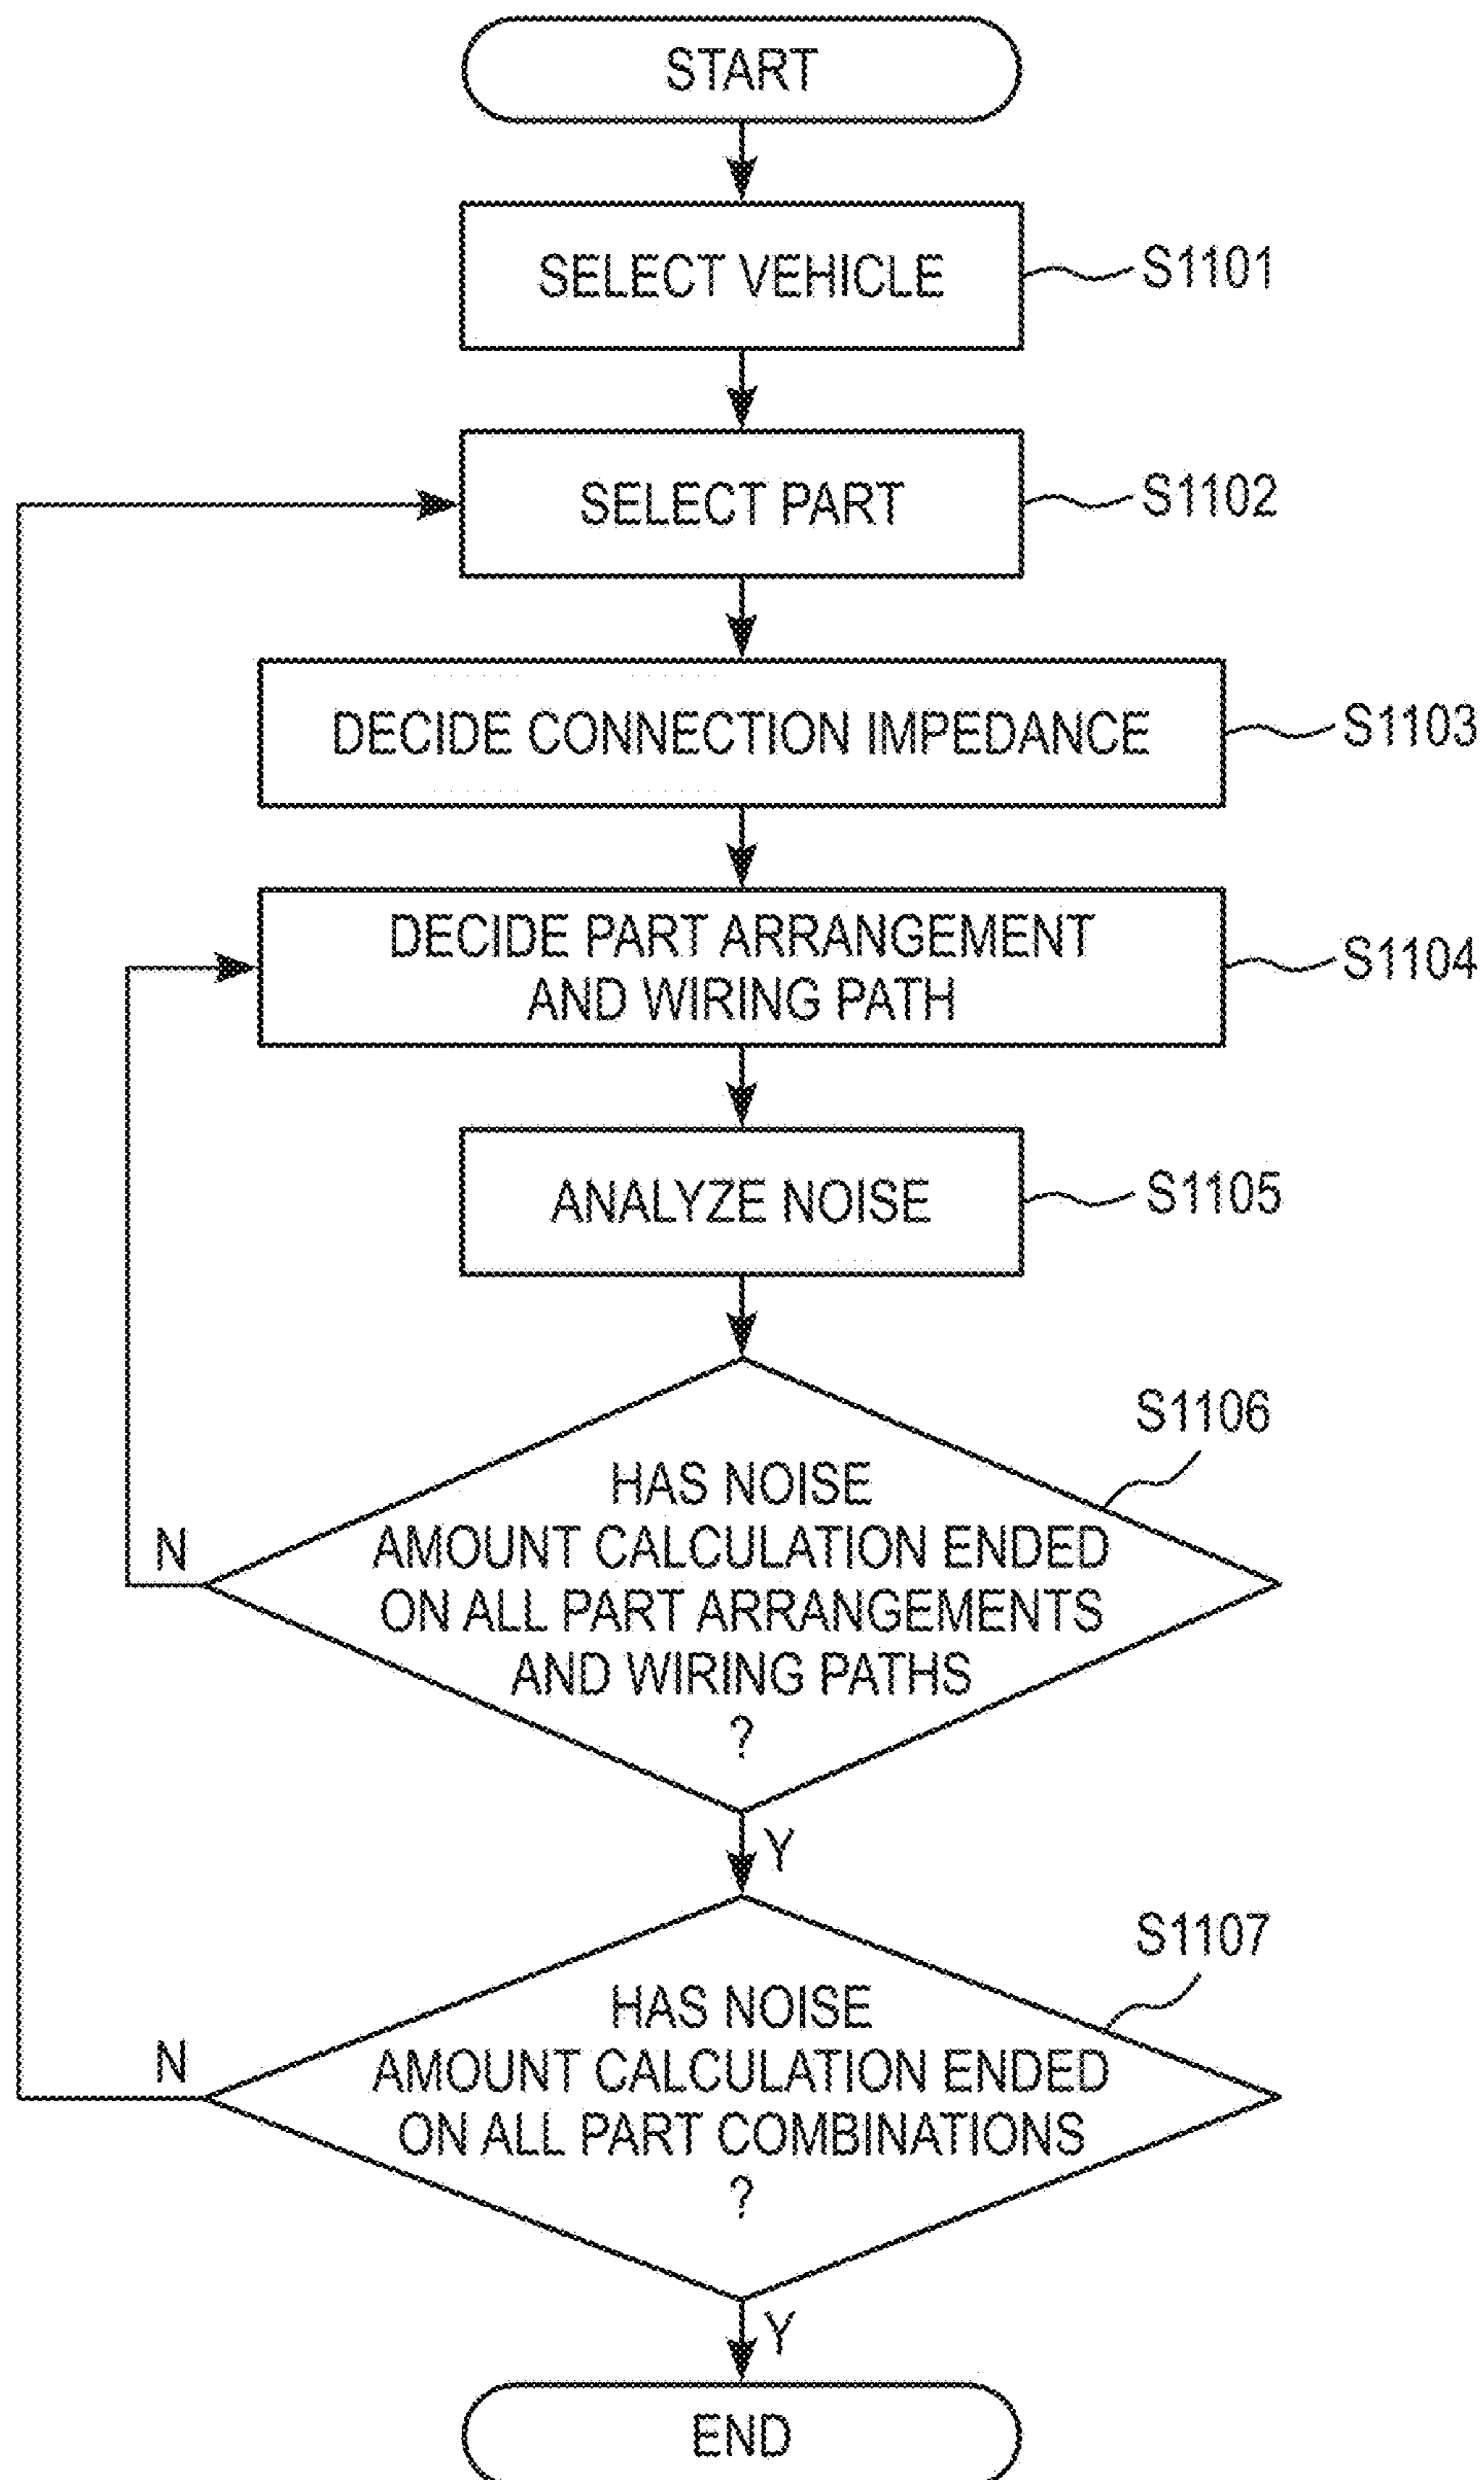 START
SELECT VEHICLE
S1101
SELECT PART
S1102
DECIDE CONNECTION IMPEDANCE
S1103
DECIDE PART ARRANGEMENT
AND WIRING PATH
S1104
ANALYZE NOISE
S1105
S1106
HAS NOISE
AMOUNT CALCULATION ENDED
ON ALL PART ARRANGEMENTS
AND WIRING PATHS
?
N
Y
S1107
HAS NOISE
AMOUNT CALCULATION ENDED
ON ALL PART COMBINATIONS
?
N
Y
END